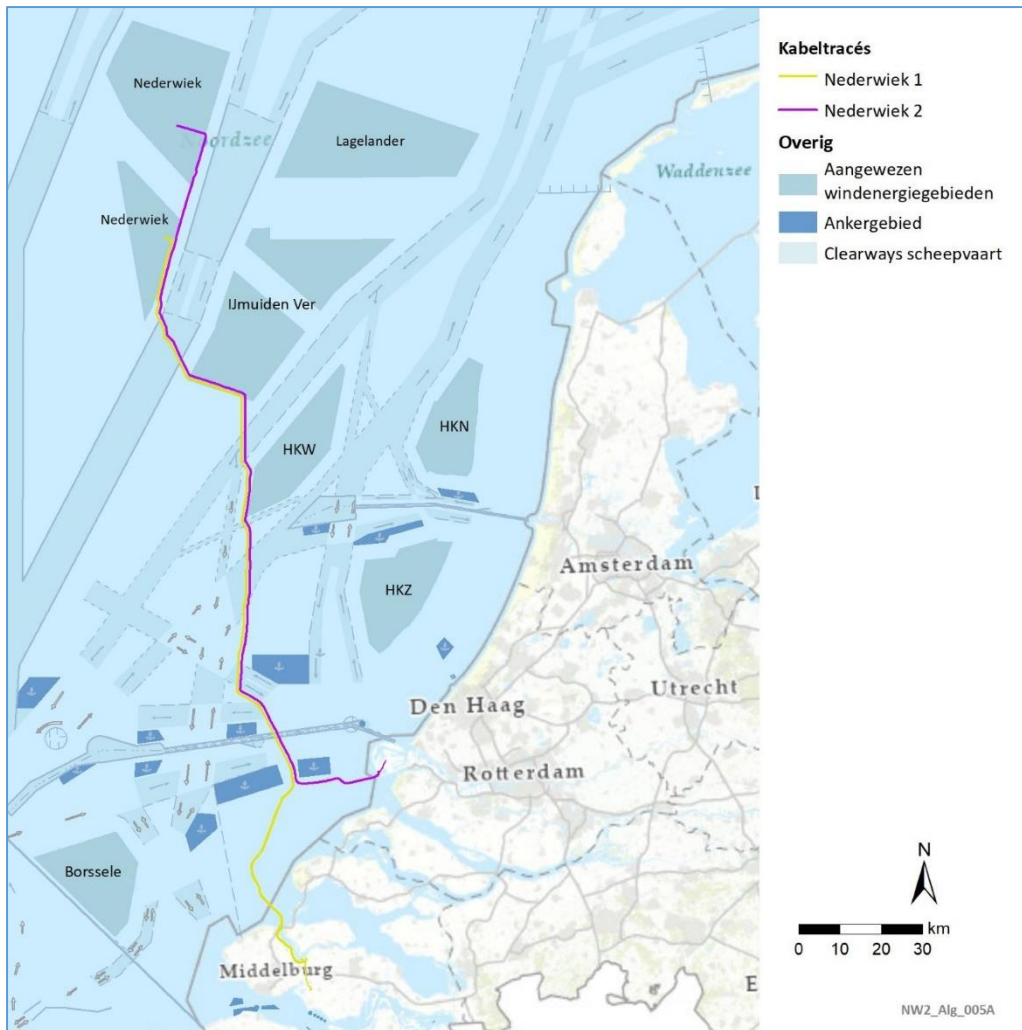 Nederwiek
Noordzee
Lagelander
Waddenzee
Nederwiek
IJmuiden Ver
HKW
HKN
HKZ
Amsterdam
Utrecht
Den Haag
Rotterdam
Borssele
Middelburg
Kabeltracés
Nederwiek 1
Nederwiek 2
Overig
Aangewezen
windenergiegebieden
Ankergebied
Clearways scheepvaart
N
km
0 10 20 30
NW2_Alg_005A